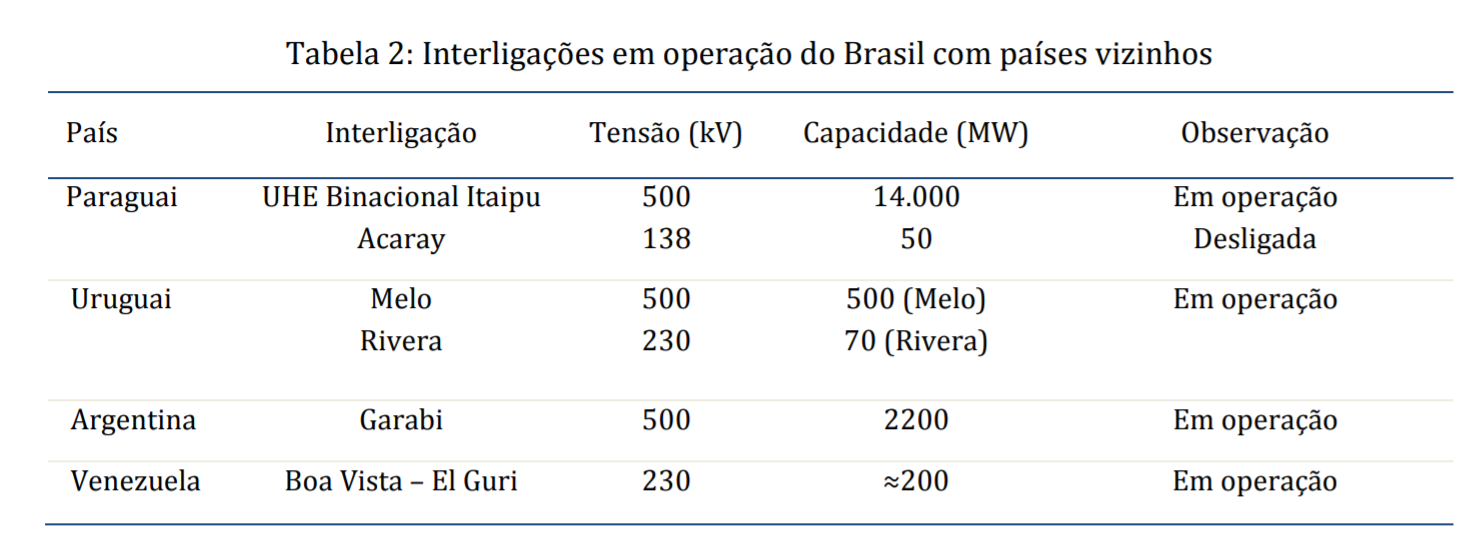 Tabela 2: Interligações em operação do Brasil com países vizinhos
País Interligação Tensão (kV) Capacidade (MW) Observação
Paraguai UHE Binacional Itaipu 500 14.000 Em operação
Acaray 138 50 Desligada
Uruguai Melo 500 500 (Melo) Em operação
Rivera 230 70 (Rivera)
Argentina Garabi 500 2200 Em operação
Venezuela Boa Vista – El Guri 230 ≈200 Em operação